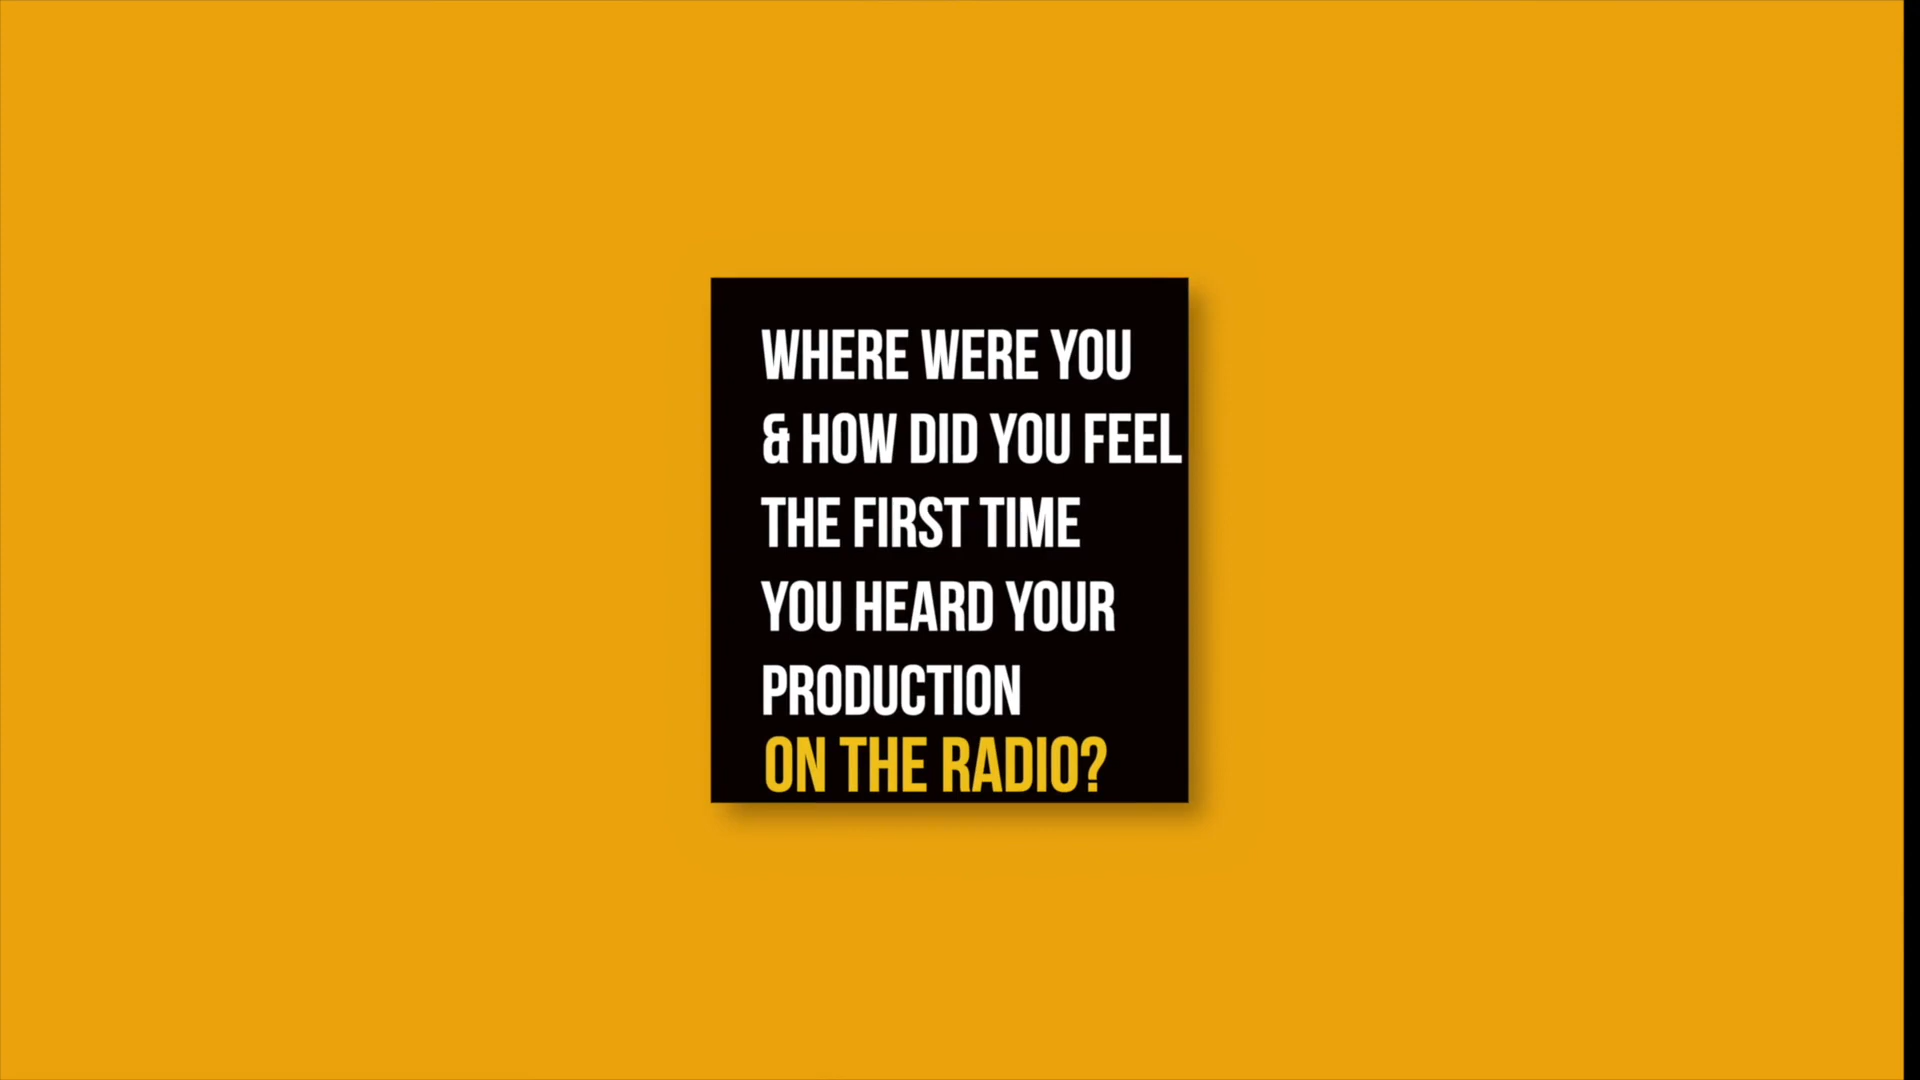 WHERE WERE YOU
& HOW DID YOU FEEL
THE FIRST TIME
YOU HEARD YOUR
PRODUCTION
ON THE RADIO?